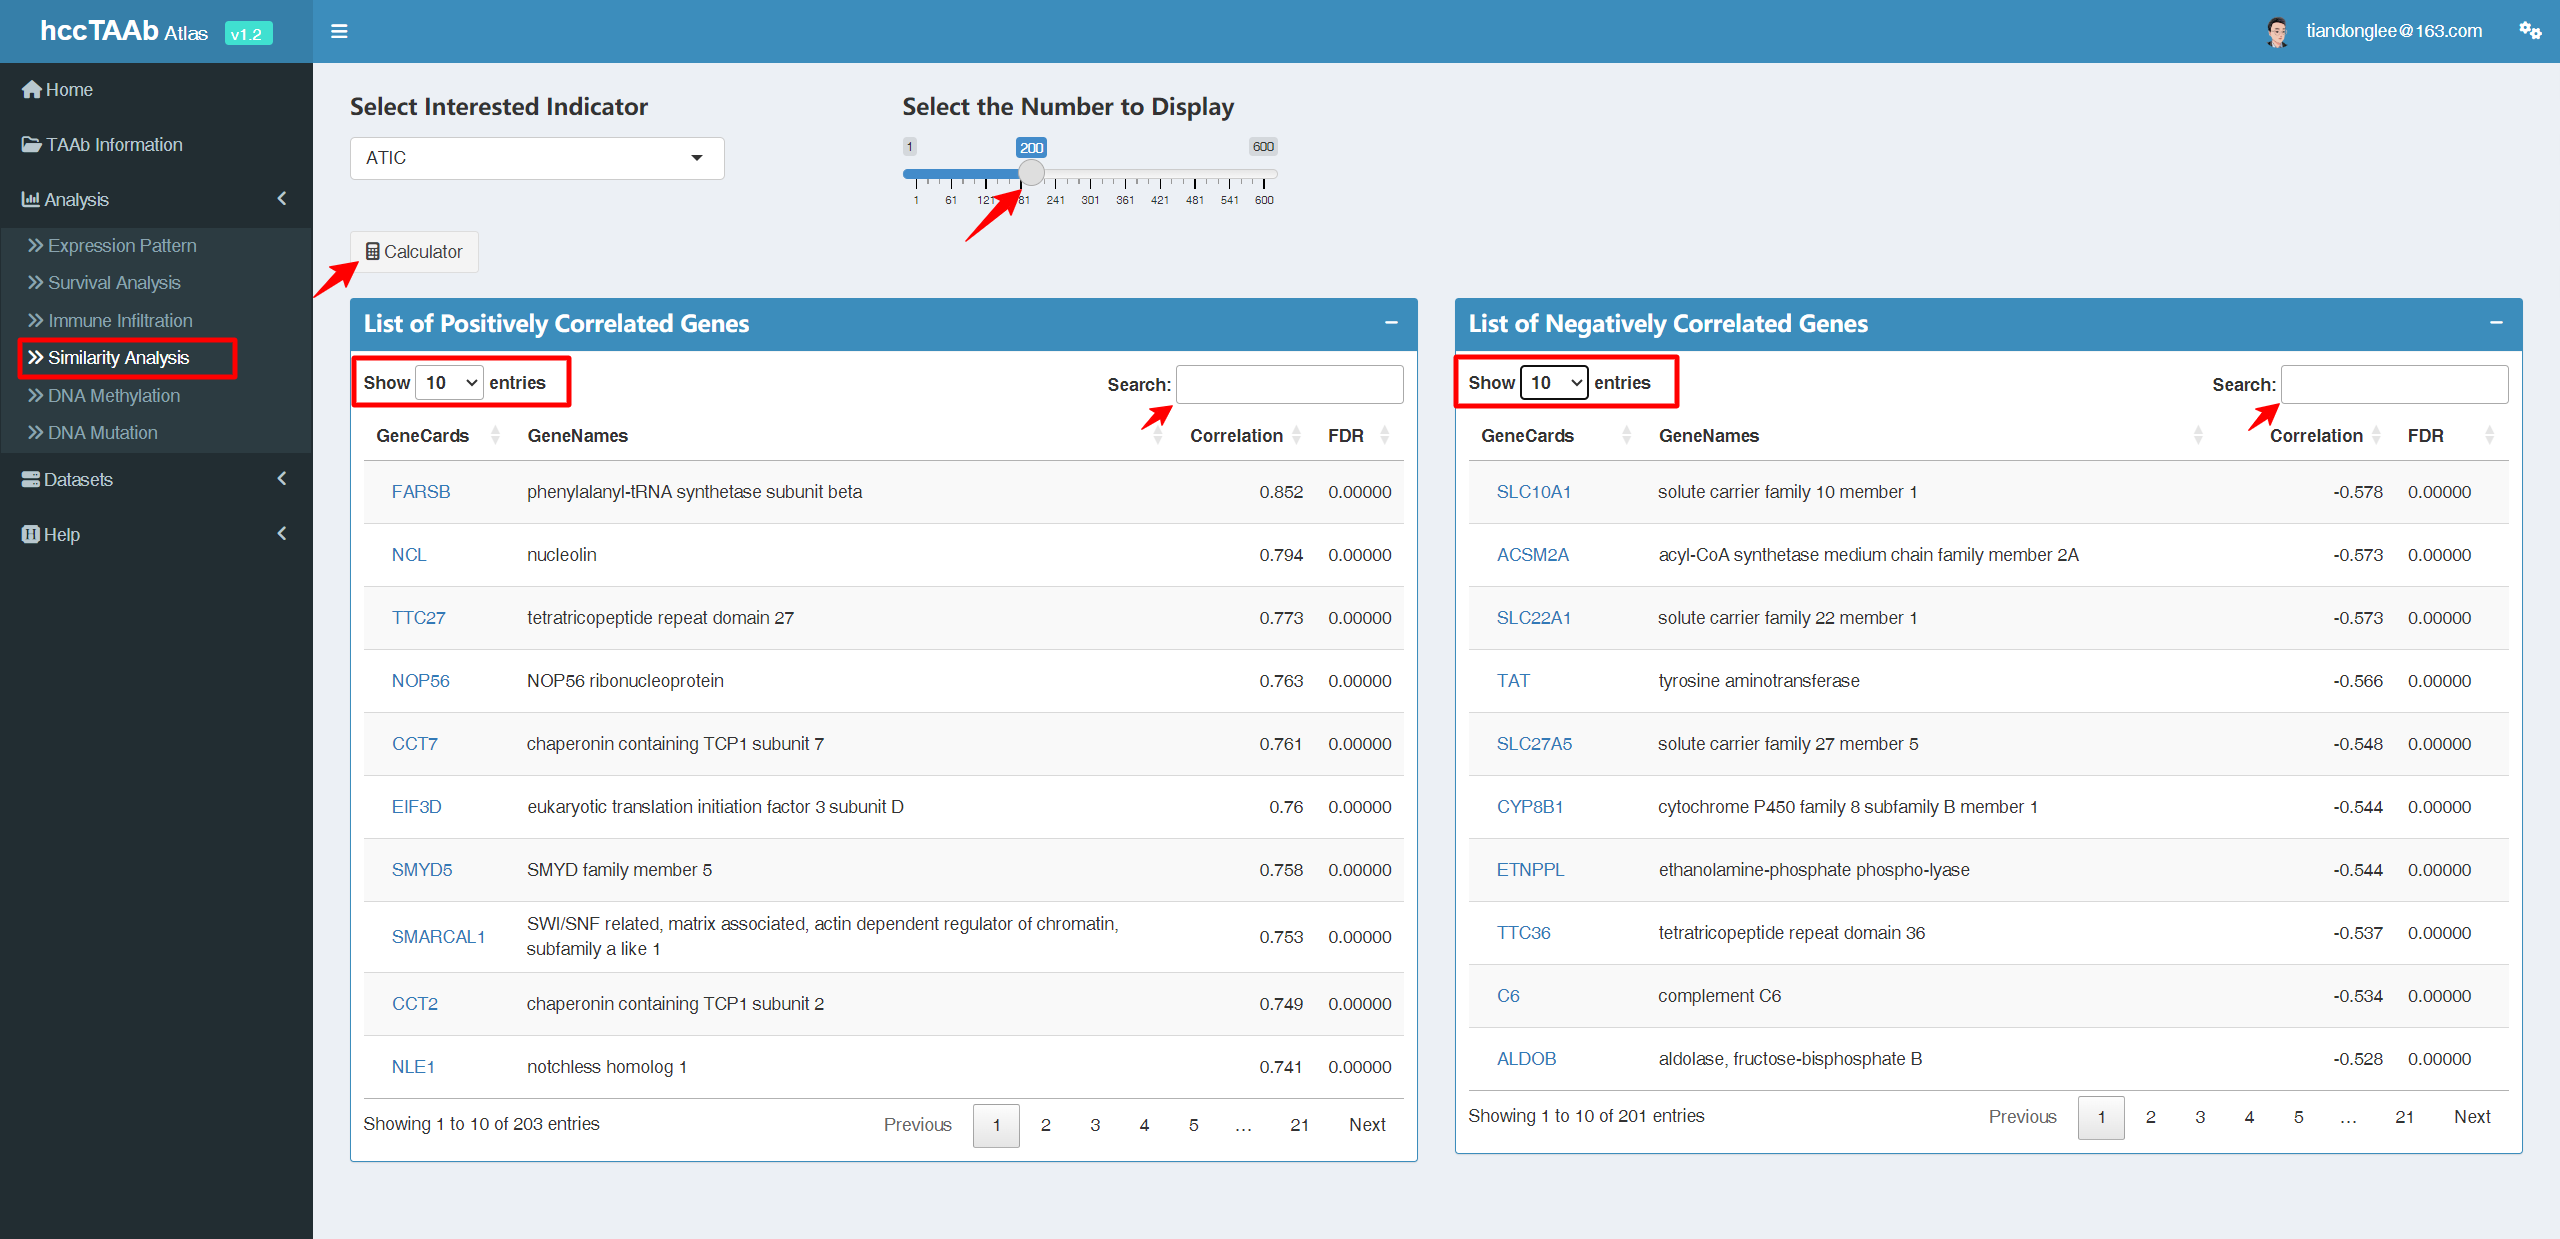 hccTAAb Atlas v1.2
tiandonglee@163.com
Home
TAAb Information
Analysis
Expression Pattern
Survival Analysis
Immune Infiltration
Similarity Analysis
DNA Methylation
DNA Mutation
Datasets
Help
Select Interested Indicator
ATIC
Select the Number to Display
1 200 600
1 61 121 81 241 301 361 421 481 541 600
Calculator
List of Positively Correlated Genes
Show 10 entries
Search:
GeneCards GeneNames Correlation FDR
FARSB phenylalanyl-tRNA synthetase subunit beta 0.852 0.00000
NCL nucleolin 0.794 0.00000
TTC27 tetratricopeptide repeat domain 27 0.773 0.00000
NOP56 NOP56 ribonucleoprotein 0.763 0.00000
CCT7 chaperonin containing TCP1 subunit 7 0.761 0.00000
EIF3D eukaryotic translation initiation factor 3 subunit D 0.76 0.00000
SMYD5 SMYD family member 5 0.758 0.00000
SMARCAL1 SWI/SNF related, matrix associated, actin dependent regulator of chromatin,
subfamily a like 1 0.753 0.00000
CCT2 chaperonin containing TCP1 subunit 2 0.749 0.00000
NLE1 notchless homolog 1 0.741 0.00000
Showing 1 to 10 of 203 entries
Previous 1 2 3 4 5 … 21 Next
List of Negatively Correlated Genes
Show 10 entries
Search:
GeneCards GeneNames Correlation FDR
SLC10A1 solute carrier family 10 member 1 -0.578 0.00000
ACSM2A acyl-CoA synthetase medium chain family member 2A -0.573 0.00000
SLC22A1 solute carrier family 22 member 1 -0.573 0.00000
TAT tyrosine aminotransferase -0.566 0.00000
SLC27A5 solute carrier family 27 member 5 -0.548 0.00000
CYP8B1 cytochrome P450 family 8 subfamily B member 1 -0.544 0.00000
ETNPPL ethanolamine-phosphate phospho-lyase -0.544 0.00000
TTC36 tetratricopeptide repeat domain 36 -0.537 0.00000
C6 complement C6 -0.534 0.00000
ALDOB aldolase, fructose-bisphosphate B -0.528 0.00000
Showing 1 to 10 of 201 entries
Previous 1 2 3 4 5 … 21 Next